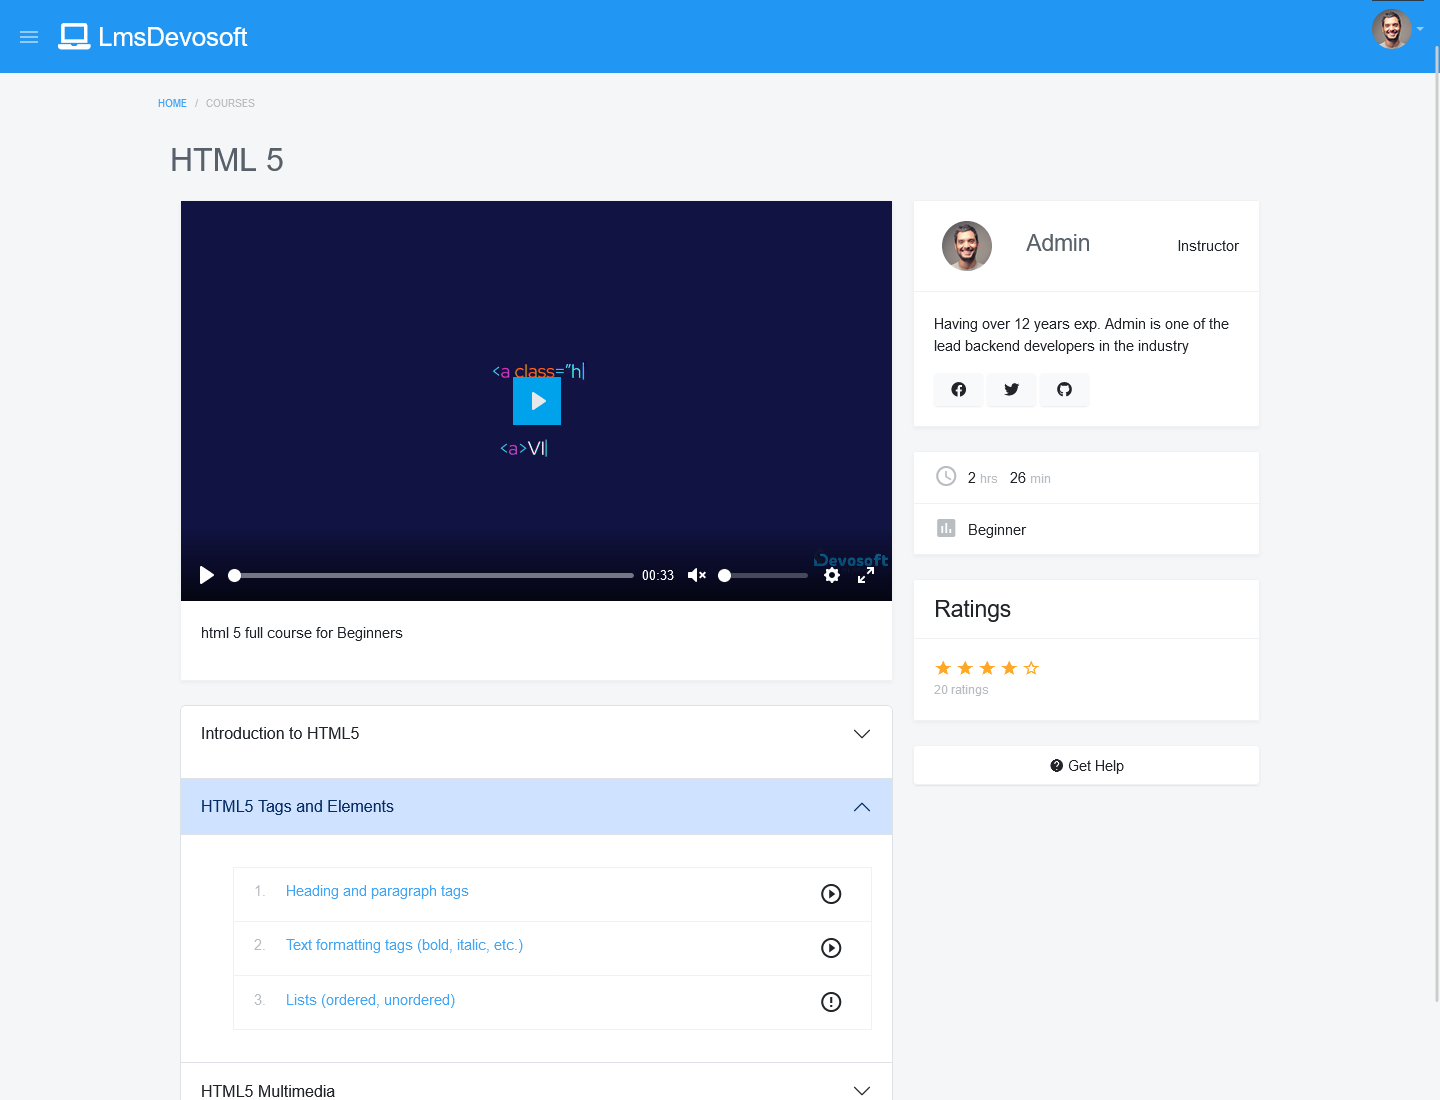 LmsDevosoft
HOME / COURSES
HTML 5
<a class="h|
<a>VI|
Devosoft
00:33
html 5 full course for Beginners
Introduction to HTML5
HTML5 Tags and Elements
1. Heading and paragraph tags
2. Text formatting tags (bold, italic, etc.)
3. Lists (ordered, unordered)
HTML5 Multimedia
Admin
Instructor
Having over 12 years exp. Admin is one of the
lead backend developers in the industry
2 hrs 26 min
Beginner
Ratings
20 ratings
Get Help